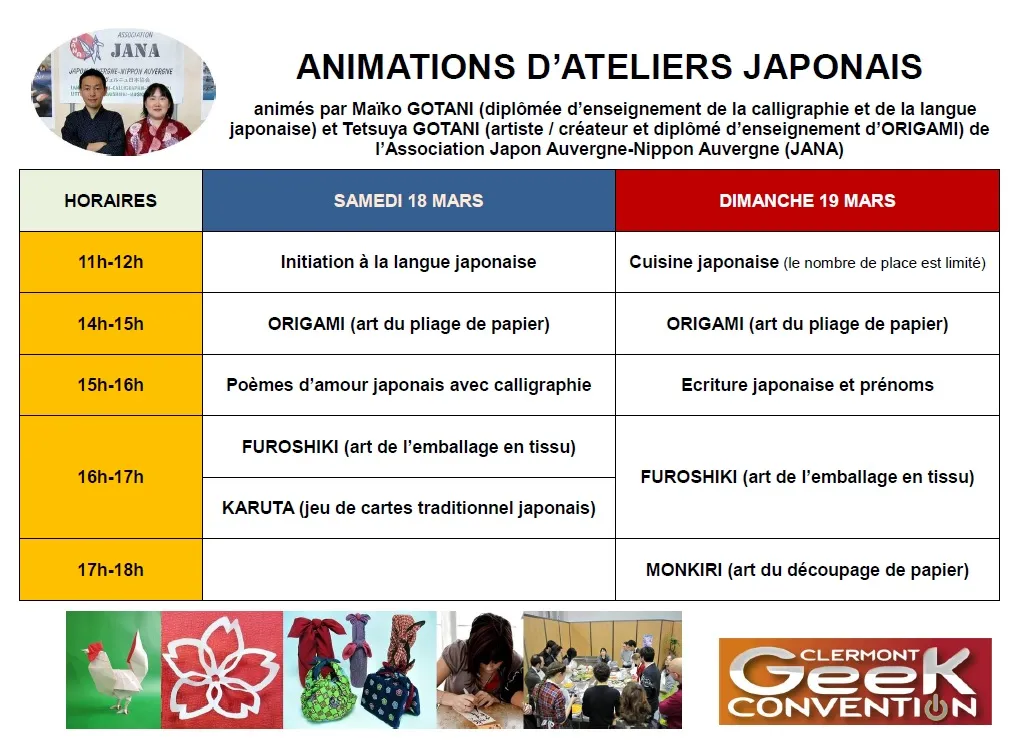 ASSOCIATION
JANA
ANIMATIONS D’ATELIERS JAPONAIS
animés par Maïko GOTANI (diplômée d’enseignement de la calligraphie et de la langue
japonaise) et Tetsuya GOTANI (artiste / créateur et diplômé d’enseignement d’ORIGAMI) de
l’Association Japon Auvergne-Nippon Auvergne (JANA)
HORAIRES SAMEDI 18 MARS DIMANCHE 19 MARS
11h-12h Initiation à la langue japonaise Cuisine japonaise (le nombre de place est limité)
14h-15h ORIGAMI (art du pliage de papier) ORIGAMI (art du pliage de papier)
15h-16h Poèmes d’amour japonais avec calligraphie Ecriture japonaise et prénoms
16h-17h FUROSHIKI (art de l’emballage en tissu) FUROSHIKI (art de l’emballage en tissu)
KARUTA (jeu de cartes traditionnel japonais)
17h-18h MONKIRI (art du découpage de papier)
CLERMONT
GeeK
CONVENTION